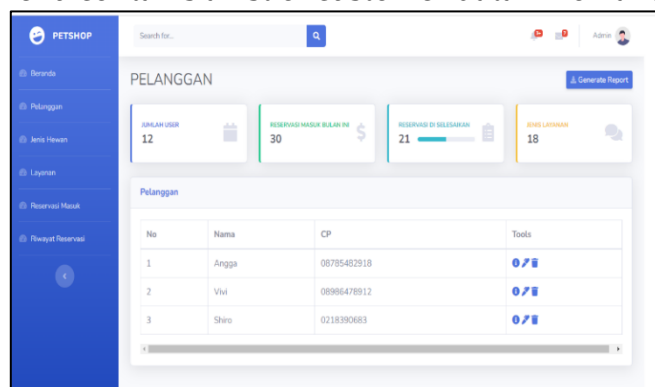 PETSHOP
Search for...
3+
7
Admin
Beranda
Pelanggan
Jenis Hewan
Layanan
Reservasi Masuk
Riwayat Reservasi
PELANGGAN
Generate Report
JUMLAH USER
12
RESERVASI MASUK BULAN INI
30
RESERVASI DI SELESAIKAN
21
JENIS LAYANAN
18
Pelanggan
No Nama CP Tools
1 Angga 08785482918
2 Vivi 08986478912
3 Shiro 0218390683